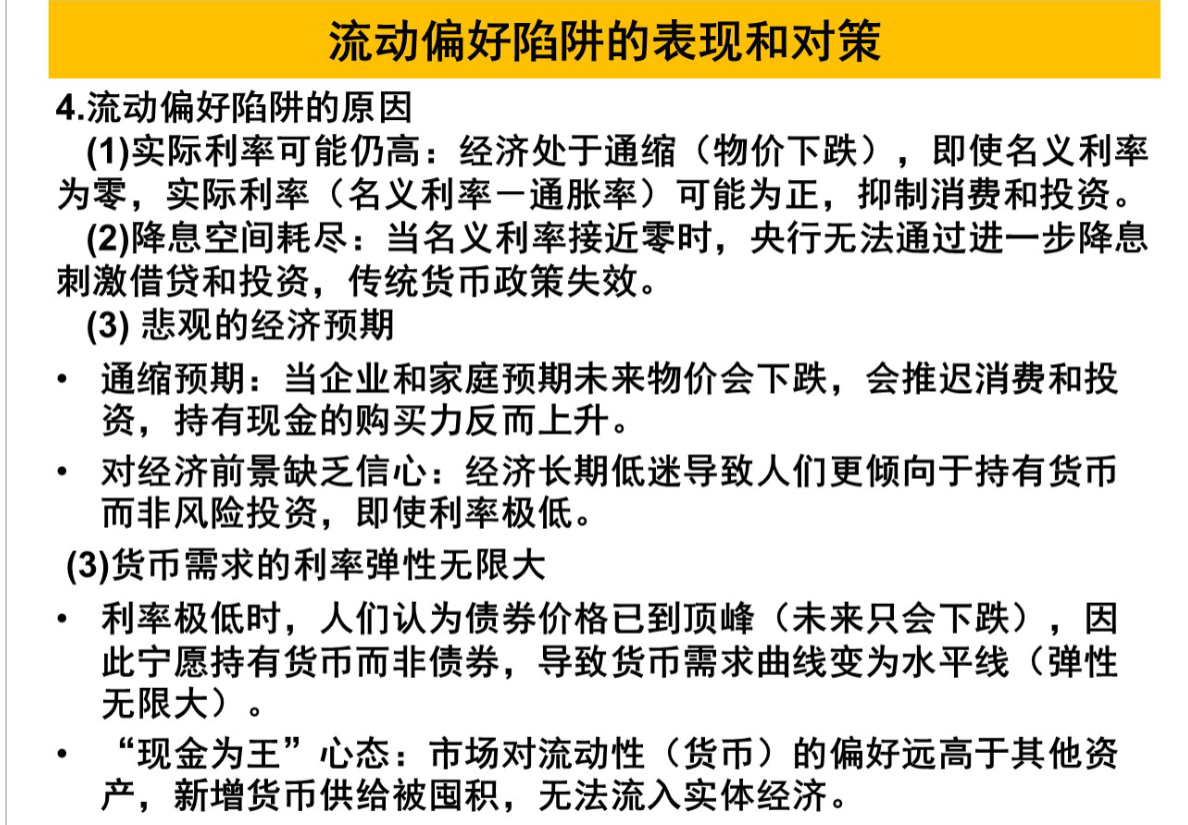 流动偏好陷阱的表现和对策
4.流动偏好陷阱的原因
(1)实际利率可能仍高：经济处于通缩（物价下跌），即使名义利率
为零，实际利率（名义利率－通胀率）可能为正，抑制消费和投资。
(2)降息空间耗尽：当名义利率接近零时，央行无法通过进一步降息
刺激借贷和投资，传统货币政策失效。
(3) 悲观的经济预期
• 通缩预期：当企业和家庭预期未来物价会下跌，会推迟消费和投
资，持有现金的购买力反而上升。
• 对经济前景缺乏信心：经济长期低迷导致人们更倾向于持有货币
而非风险投资，即使利率极低。
(3)货币需求的利率弹性无限大
• 利率极低时，人们认为债券价格已到顶峰（未来只会下跌），因
此宁愿持有货币而非债券，导致货币需求曲线变为水平线（弹性
无限大）。
• “现金为王”心态：市场对流动性（货币）的偏好远高于其他资
产，新增货币供给被囤积，无法流入实体经济。